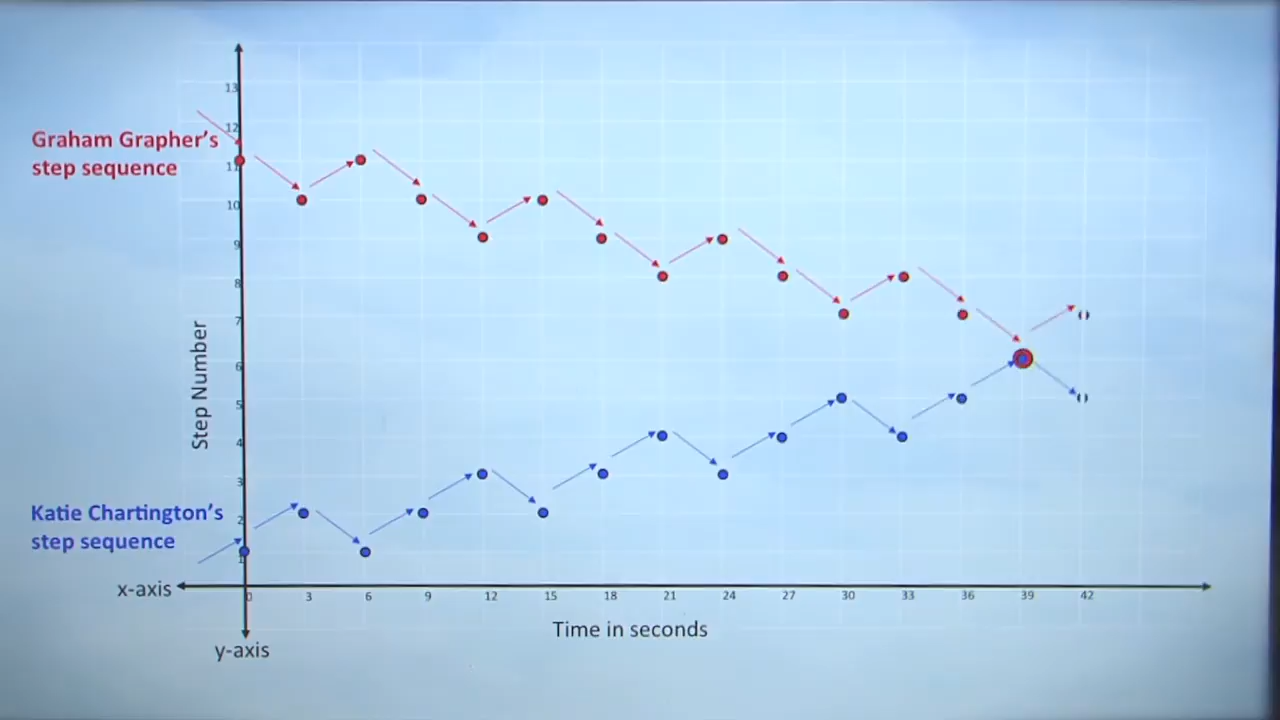 13
12
Graham Grapher's
step sequence
11
10
9
8
7
6
5
4
3
2
1
Step Number
Katie Chartington's
step sequence
x-axis
0 3 6 9 12 15 18 21 24 27 30 33 36 39 42
Time in seconds
y-axis